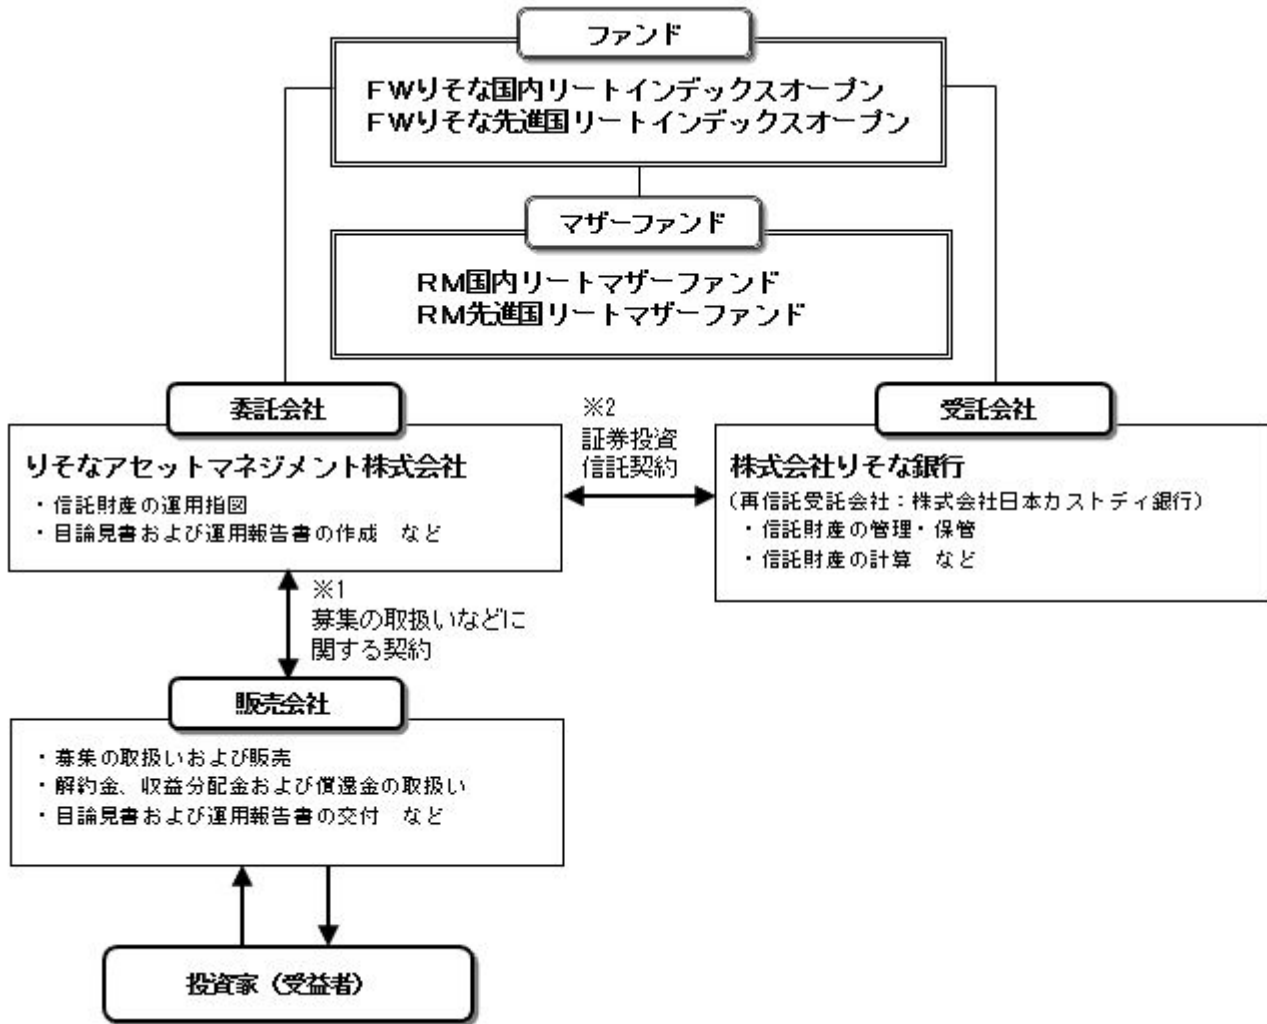 ファンド
FWりそな国内リートインデックスオープン
FWりそな先進国リートインデックスオープン
マザーファンド
RM国内リートマザーファンド
RM先進国リートマザーファンド
委託会社
りそなアセットマネジメント株式会社
・信託財産の運用指図
・目論見書および運用報告書の作成　など
※2
証券投資
信託契約
受託会社
株式会社りそな銀行
(再信託受託会社：株式会社日本カストディ銀行)
・信託財産の管理・保管
・信託財産の計算　など
※1
募集の取扱いなどに
関する契約
販売会社
・募集の取扱いおよび販売
・解約金、収益分配金および償還金の取扱い
・目論見書および運用報告書の交付　など
投資家（受益者）